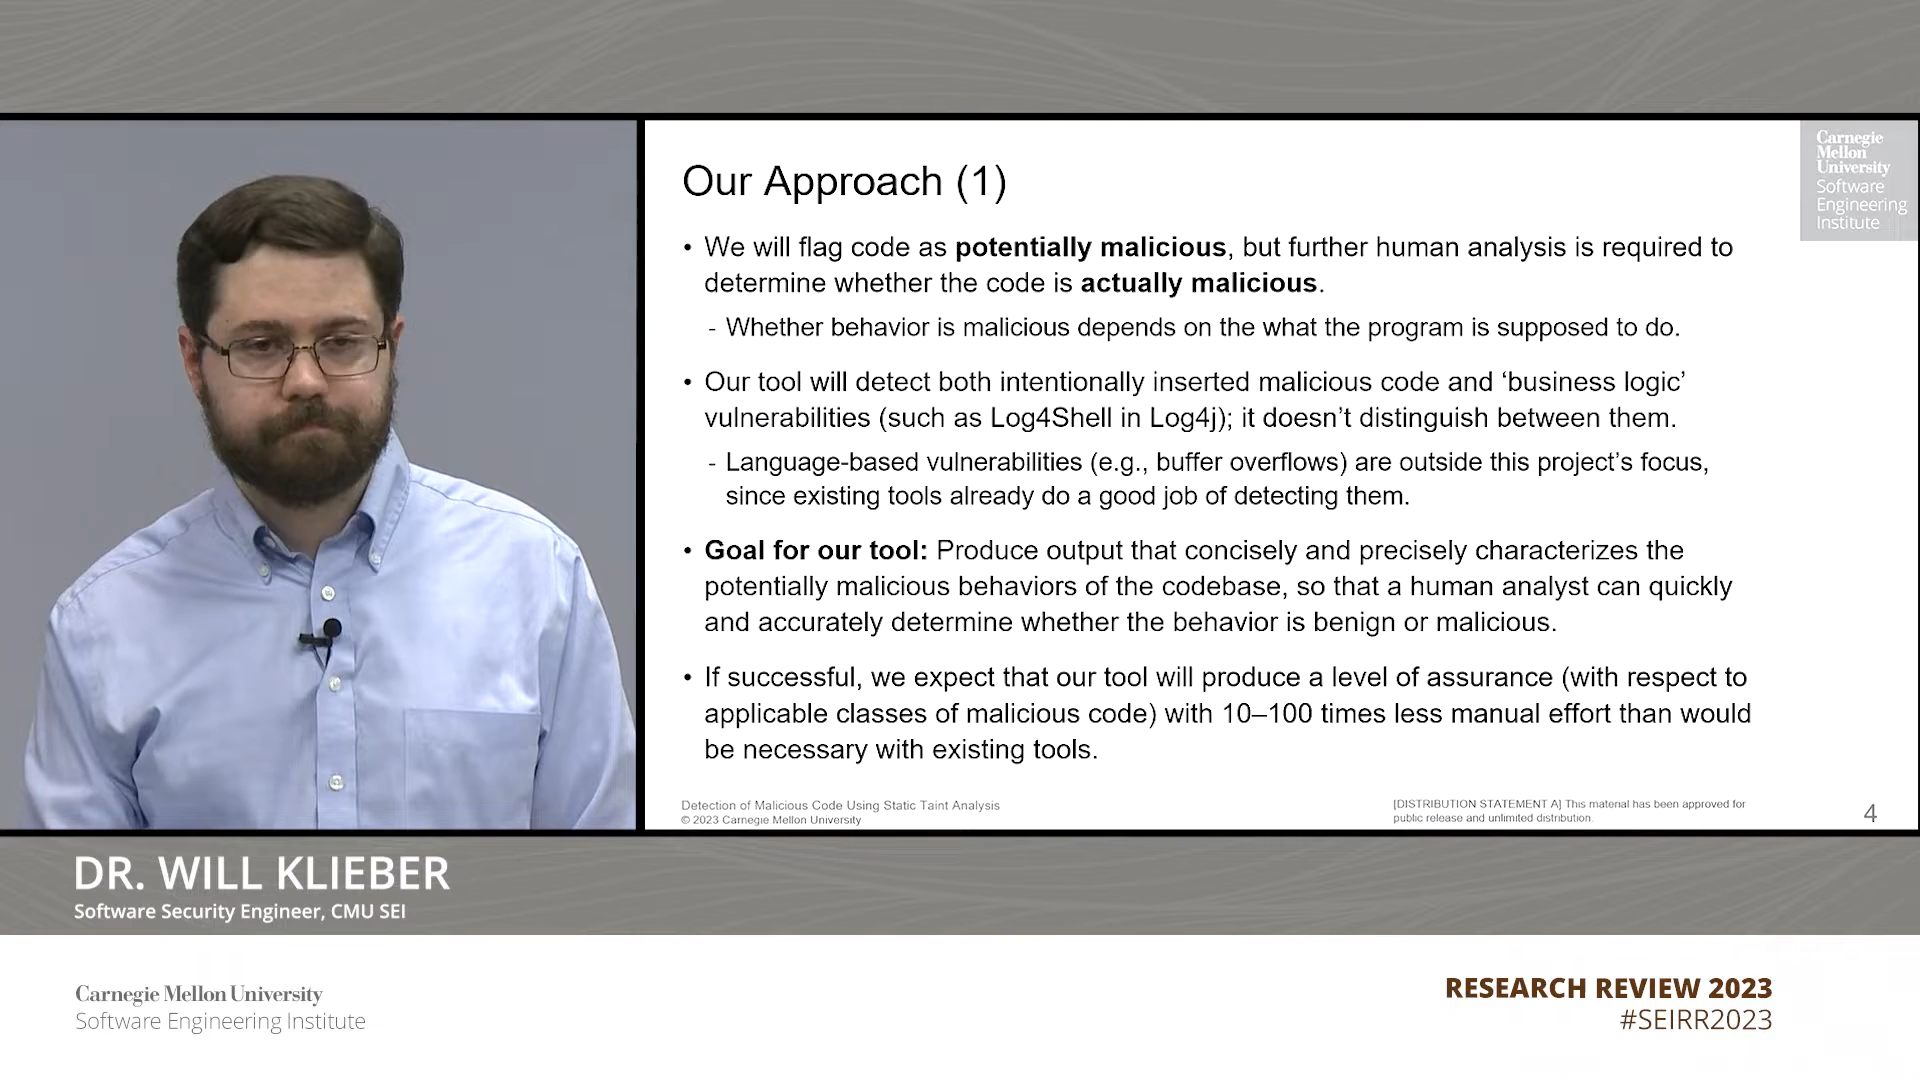 Carnegie
Mellon
University
Software
Engineering
Institute
Our Approach (1)
• We will flag code as potentially malicious, but further human analysis is required to
determine whether the code is actually malicious.
- Whether behavior is malicious depends on the what the program is supposed to do.
• Our tool will detect both intentionally inserted malicious code and ‘business logic’
vulnerabilities (such as Log4Shell in Log4j); it doesn’t distinguish between them.
- Language-based vulnerabilities (e.g., buffer overflows) are outside this project’s focus,
since existing tools already do a good job of detecting them.
• Goal for our tool: Produce output that concisely and precisely characterizes the
potentially malicious behaviors of the codebase, so that a human analyst can quickly
and accurately determine whether the behavior is benign or malicious.
• If successful, we expect that our tool will produce a level of assurance (with respect to
applicable classes of malicious code) with 10–100 times less manual effort than would
be necessary with existing tools.
Detection of Malicious Code Using Static Taint Analysis
© 2023 Carnegie Mellon University
[DISTRIBUTION STATEMENT A] This material has been approved for
public release and unlimited distribution.
4
DR. WILL KLIEBER
Software Security Engineer, CMU SEI
Carnegie Mellon University
Software Engineering Institute
RESEARCH REVIEW 2023
#SEIRR2023